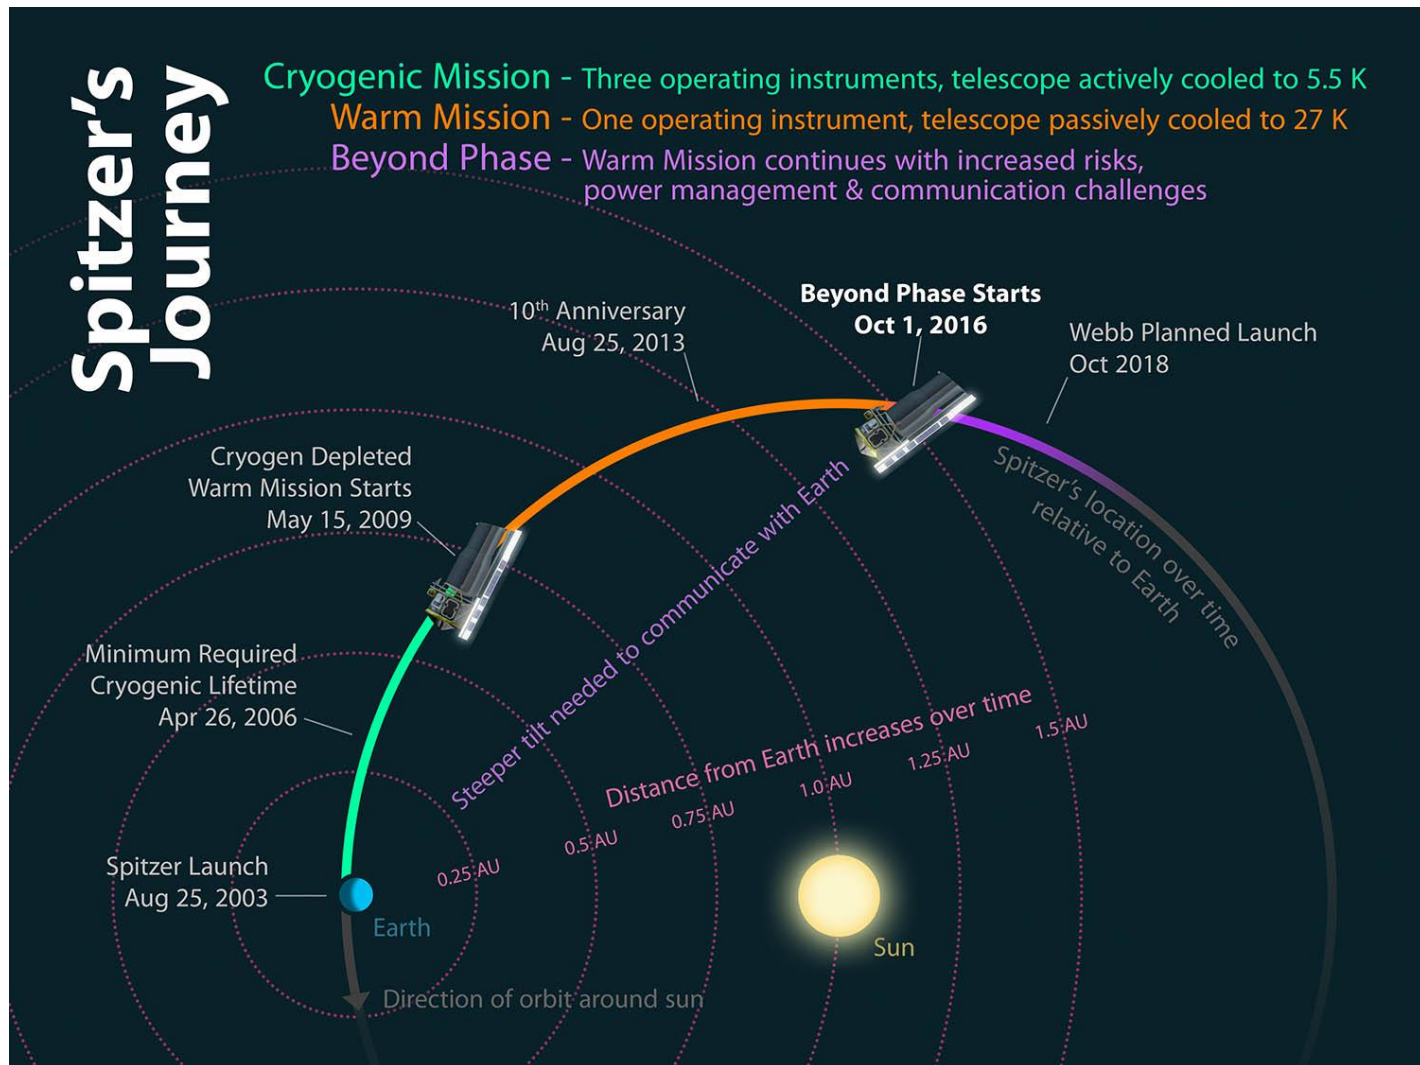 Spitzer's
Journey
Cryogenic Mission - Three operating instruments, telescope actively cooled to 5.5 K
Warm Mission - One operating instrument, telescope passively cooled to 27 K
Beyond Phase - Warm Mission continues with increased risks,
power management & communication challenges
10th Anniversary
Aug 25, 2013
Beyond Phase Starts
Oct 1, 2016
Webb Planned Launch
Oct 2018
Cryogen Depleted
Warm Mission Starts
May 15, 2009
Spitzer's location over time
relative to Earth
Steeper tilt needed to communicate with Earth
Minimum Required
Cryogenic Lifetime
Apr 26, 2006
Distance from Earth increases over time
0.25 AU
0.5 AU
0.75 AU
1.0 AU
1.25 AU
1.5 AU
Spitzer Launch
Aug 25, 2003
Earth
Sun
Direction of orbit around sun